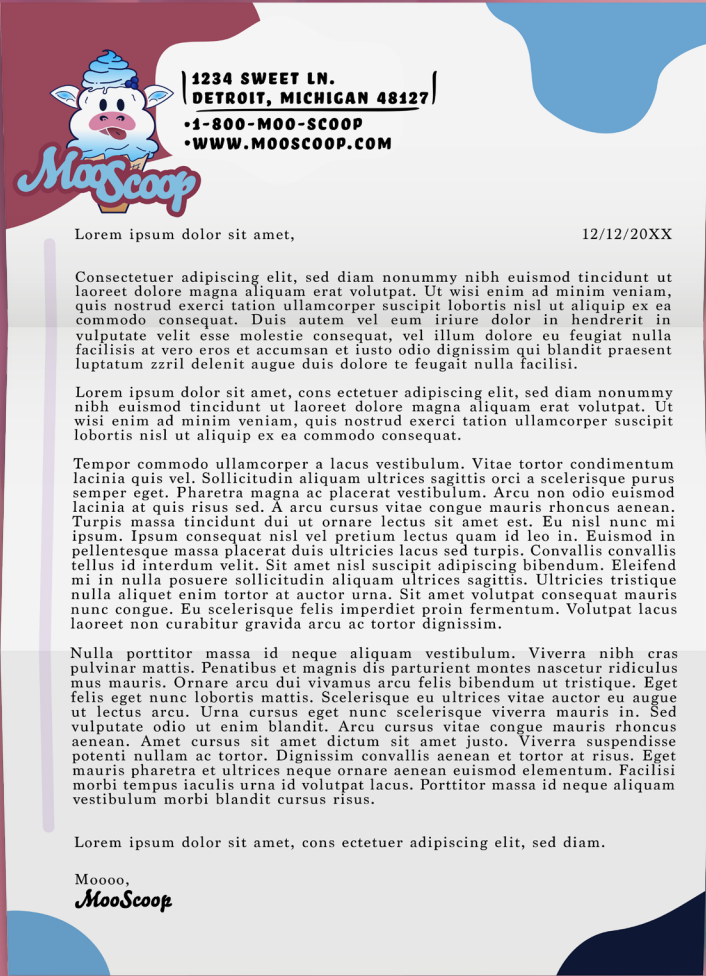 1234 SWEET LN.
DETROIT, MICHIGAN 48127
•1-800-MOO-SCOOP
•WWW.MOOSCOOP.COM
MooScoop
Lorem ipsum dolor sit amet,
12/12/20XX
Consectetuer adipiscing elit, sed diam nonummy nibh euismod tincidunt ut
laoreet dolore magna aliquam erat volutpat. Ut wisi enim ad minim veniam,
quis nostrud exerci tation ullamcorper suscipit lobortis nisl ut aliquip ex ea
commodo consequat. Duis autem vel eum iriure dolor in hendrerit in
vulputate velit esse molestie consequat, vel illum dolore eu feugiat nulla
facilisis at vero eros et accumsan et iusto odio dignissim qui blandit praesent
luptatum zzril delenit augue duis dolore te feugait nulla facilisi.
Lorem ipsum dolor sit amet, cons ectetuer adipiscing elit, sed diam nonummy
nibh euismod tincidunt ut laoreet dolore magna aliquam erat volutpat. Ut
wisi enim ad minim veniam, quis nostrud exerci tation ullamcorper suscipit
lobortis nisl ut aliquip ex ea commodo consequat.
Tempor commodo ullamcorper a lacus vestibulum. Vitae tortor condimentum
lacinia quis vel. Sollicitudin aliquam ultrices sagittis orci a scelerisque purus
semper eget. Pharetra magna ac placerat vestibulum. Arcu non odio euismod
lacinia at quis risus sed. A arcu cursus vitae congue mauris rhoncus aenean.
Turpis massa tincidunt dui ut ornare lectus sit amet est. Eu nisl nunc mi
ipsum. Ipsum consequat nisl vel pretium lectus quam id leo in. Euismod in
pellentesque massa placerat duis ultricies lacus sed turpis. Convallis convallis
tellus id interdum velit. Sit amet nisl suscipit adipiscing bibendum. Eleifend
mi in nulla posuere sollicitudin aliquam ultrices sagittis. Ultricies tristique
nulla aliquet enim tortor at auctor urna. Sit amet volutpat consequat mauris
nunc congue. Eu scelerisque felis imperdiet proin fermentum. Volutpat lacus
laoreet non curabitur gravida arcu ac tortor dignissim.
Nulla porttitor massa id neque aliquam vestibulum. Viverra nibh cras
pulvinar mattis. Penatibus et magnis dis parturient montes nascetur ridiculus
mus mauris. Ornare arcu dui vivamus arcu felis bibendum ut tristique. Eget
felis eget nunc lobortis mattis. Scelerisque eu ultrices vitae auctor eu augue
ut lectus arcu. Urna cursus eget nunc scelerisque viverra mauris in. Sed
vulputate odio ut enim blandit. Arcu cursus vitae congue mauris rhoncus
aenean. Amet cursus sit amet dictum sit amet justo. Viverra suspendisse
potenti nullam ac tortor. Dignissim convallis aenean et tortor at risus. Eget
mauris pharetra et ultrices neque ornare aenean euismod elementum. Facilisi
morbi tempus iaculis urna id volutpat lacus. Porttitor massa id neque aliquam
vestibulum morbi blandit cursus risus.
Lorem ipsum dolor sit amet, cons ectetuer adipiscing elit, sed diam.
Moooo,
MooScoop